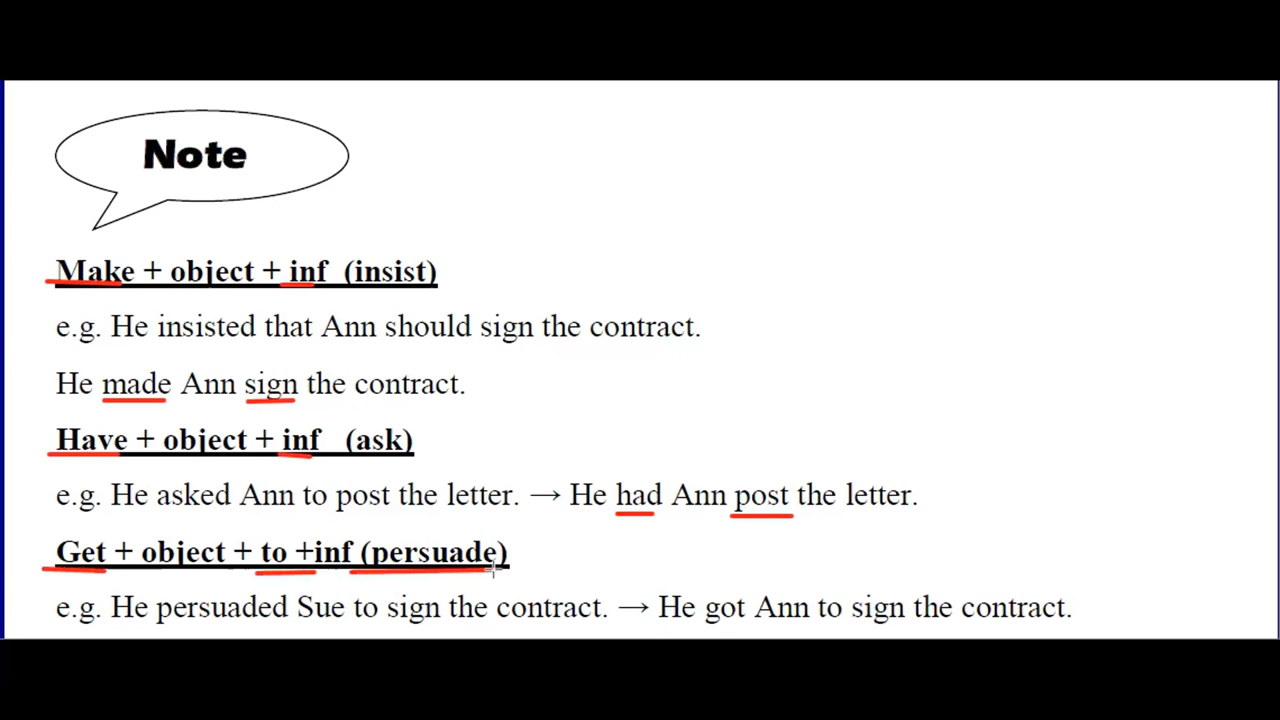 Note
Make + object + inf (insist)
e.g. He insisted that Ann should sign the contract.
He made Ann sign the contract.
Have + object + inf (ask)
e.g. He asked Ann to post the letter. → He had Ann post the letter.
Get + object + to +inf (persuade)
e.g. He persuaded Sue to sign the contract. → He got Ann to sign the contract.